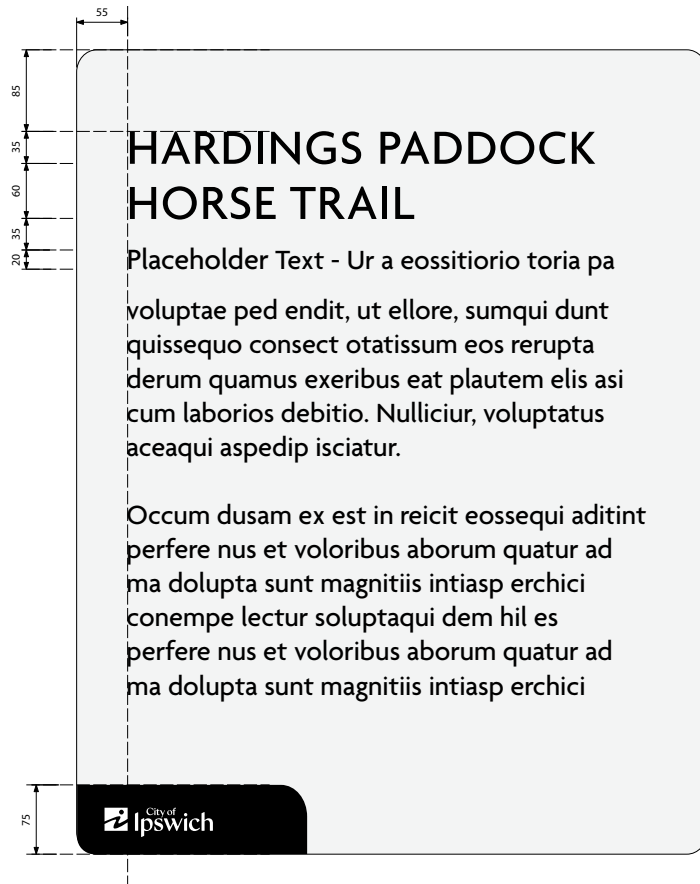 55
85
35
60
35
20
HARDINGS PADDOCK
HORSE TRAIL
Placeholder Text - Ur a eossitiorio toria pa
voluptae ped endit, ut ellore, sumqui dunt
quissequo consect otatissum eos rerupta
derum quamus exeribus eat plautem elis asi
cum laborios debitio. Nulliciur, voluptatus
aceaqui aspedip isciatur.
Occum dusam ex est in reicit eossequi aditint
perfere nus et voloribus aborum quatur ad
ma dolupta sunt magnitiis intiasp erchici
conempe lectur soluptaqui dem hil es
perfere nus et voloribus aborum quatur ad
ma dolupta sunt magnitiis intiasp erchici
75
City of
Ipswich